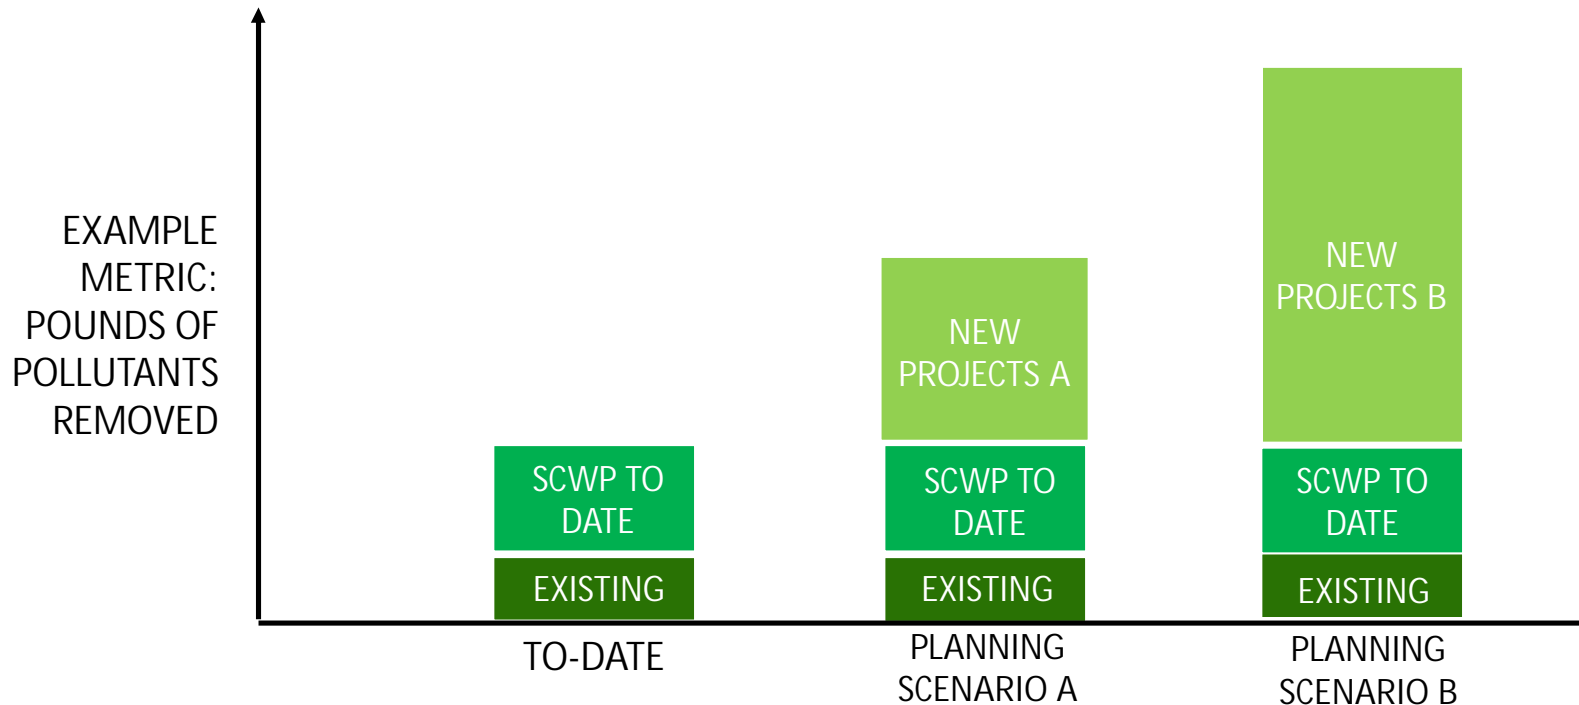 EXAMPLE
METRIC:
POUNDS OF
POLLUTANTS
REMOVED
SCWP TO
DATE
EXISTING
TO-DATE
NEW
PROJECTS A
SCWP TO
DATE
EXISTING
PLANNING
SCENARIO A
NEW
PROJECTS B
SCWP TO
DATE
EXISTING
PLANNING
SCENARIO B